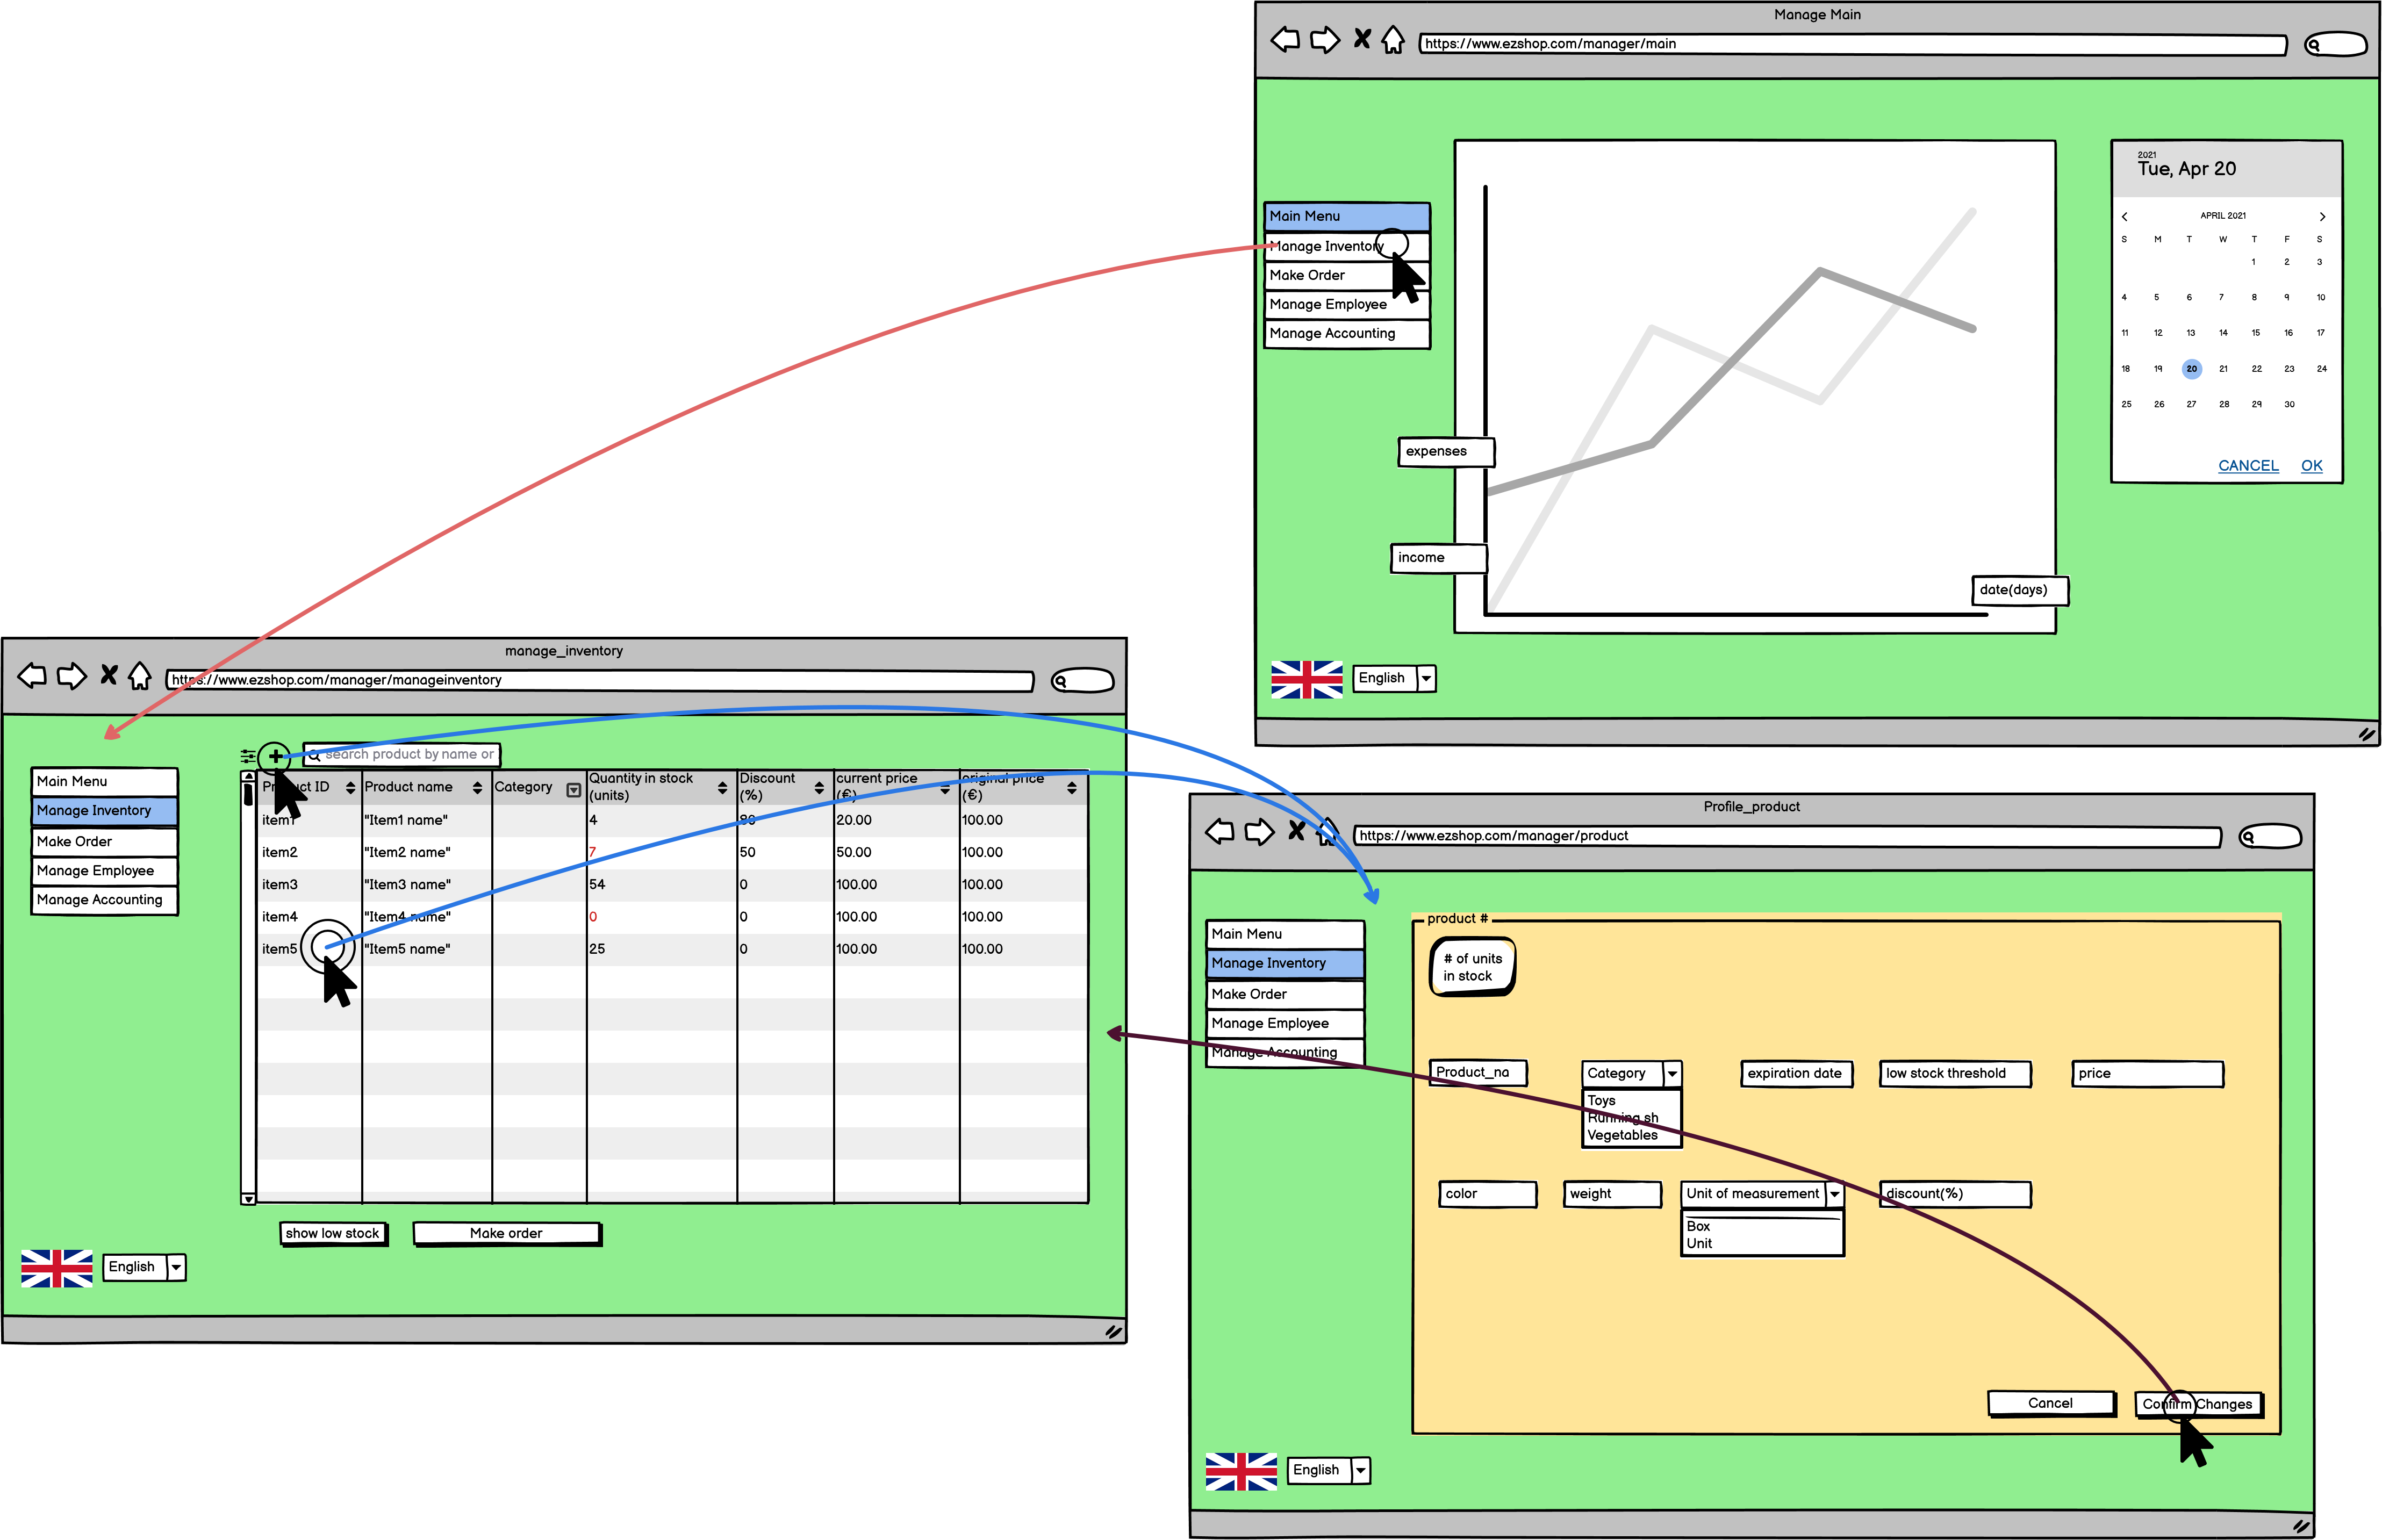 Manage Main
https://www.ezshop.com/manager/main
Main Menu
Manage Inventory
Make Order
Manage Employee
Manage Accounting
expenses
income
date(days)
2021
Tue, Apr 20
APRIL 2021
S M T W T F S
1 2 3
4 5 6 7 8 9 10
11 12 13 14 15 16 17
18 19 20 21 22 23 24
25 26 27 28 29 30
CANCEL OK
English
manage_inventory
https://www.ezshop.com/manager/manageinventory
Main Menu
Manage Inventory
Make Order
Manage Employee
Manage Accounting
search product by name or
Product ID Product name Category Quantity in stock (units) Discount (%) current price (€) original price (€)
item1 "Item1 name" 4 80 20.00 100.00
item2 "Item2 name" 7 50 50.00 100.00
item3 "Item3 name" 54 0 100.00 100.00
item4 "Item4 name" 0 0 100.00 100.00
item5 "Item5 name" 25 0 100.00 100.00
show low stock Make order
English
Profile_product
https://www.ezshop.com/manager/product
Main Menu
Manage Inventory
Make Order
Manage Employee
Manage Accounting
product #
# of units
in stock
Product_na Category expiration date low stock threshold price
Toys
Running sh
Vegetables
color weight Unit of measurement discount(%)
Box
Unit
Cancel Confirm Changes
English